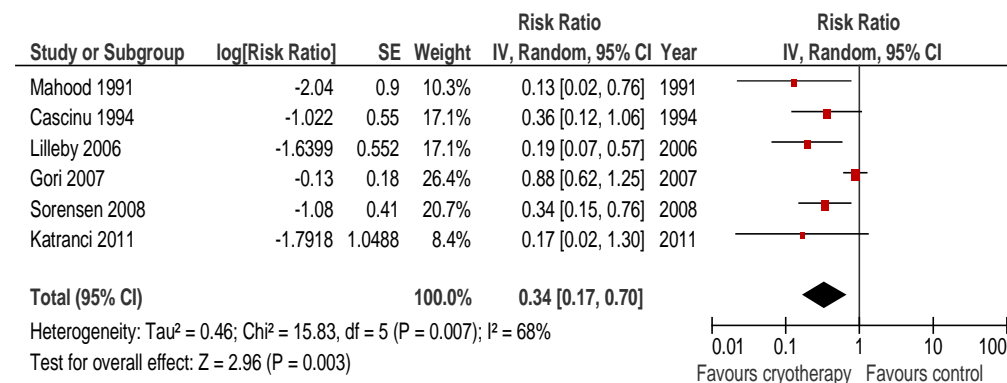 Risk Ratio Risk Ratio
Study or Subgroup log[Risk Ratio] SE Weight IV, Random, 95% CI Year IV, Random, 95% CI
Mahood 1991 -2.04 0.9 10.3% 0.13 [0.02, 0.76] 1991
Cascinu 1994 -1.022 0.55 17.1% 0.36 [0.12, 1.06] 1994
Lilleby 2006 -1.6399 0.552 17.1% 0.19 [0.07, 0.57] 2006
Gori 2007 -0.13 0.18 26.4% 0.88 [0.62, 1.25] 2007
Sorensen 2008 -1.08 0.41 20.7% 0.34 [0.15, 0.76] 2008
Katranci 2011 -1.7918 1.0488 8.4% 0.17 [0.02, 1.30] 2011
Total (95% CI) 100.0% 0.34 [0.17, 0.70]
Heterogeneity: Tau² = 0.46; Chi² = 15.83, df = 5 (P = 0.007); I² = 68%
Test for overall effect: Z = 2.96 (P = 0.003)
0.01 0.1 1 10 100
Favours cryotherapy Favours control